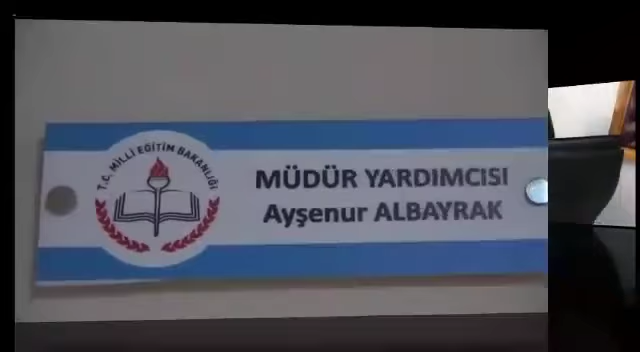 T.C. MİLLİ EĞİTİM BAKANLIĞI
MÜDÜR YARDIMCISI
Ayşenur ALBAYRAK